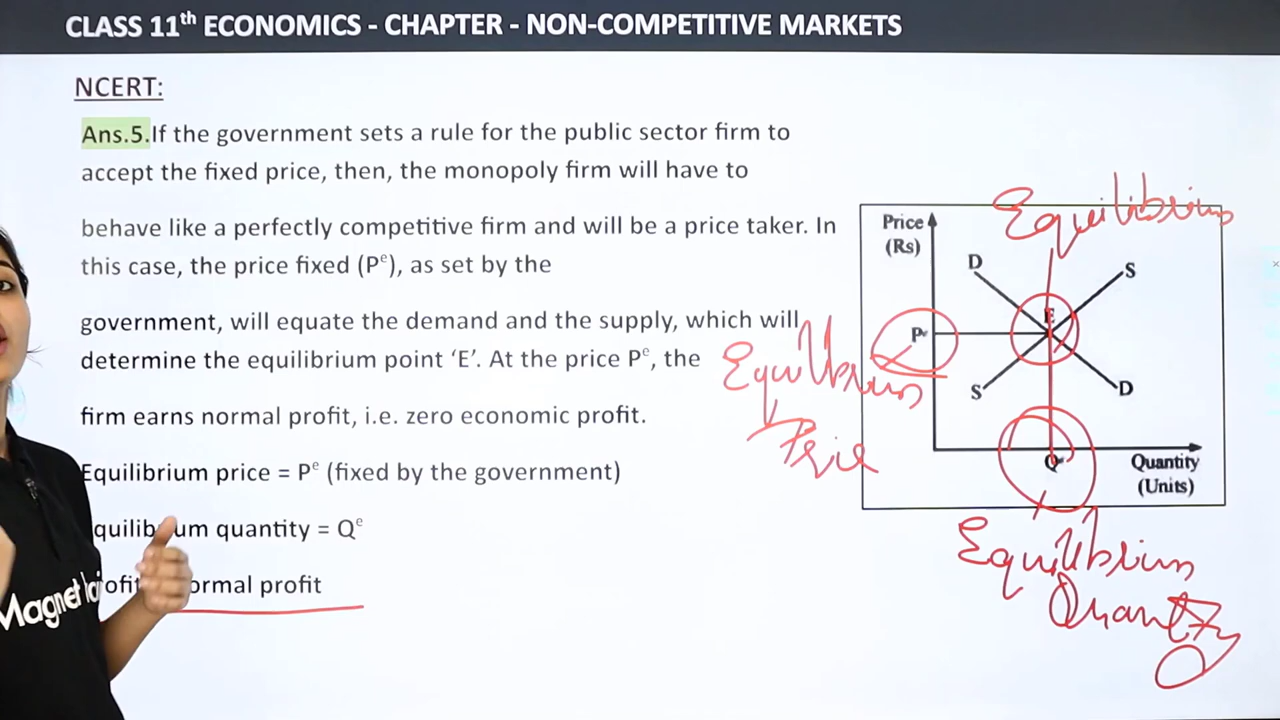 CLASS 11th ECONOMICS - CHAPTER - NON-COMPETITIVE MARKETS
NCERT:
Ans.5.If the government sets a rule for the public sector firm to
accept the fixed price, then, the monopoly firm will have to
behave like a perfectly competitive firm and will be a price taker. In
this case, the price fixed (Pe), as set by the
government, will equate the demand and the supply, which will
determine the equilibrium point ‘E’. At the price Pe, the
firm earns normal profit, i.e. zero economic profit.
Equilibrium price = Pe (fixed by the government)
quilibrium quantity = Qe
ofit ormal profit
Magnet
Equilibrium
Price
(Rs)
D
S
E
Pe
S
D
Q
Quantity
(Units)
Equilibrium
Price
Equilibrium
Quantity